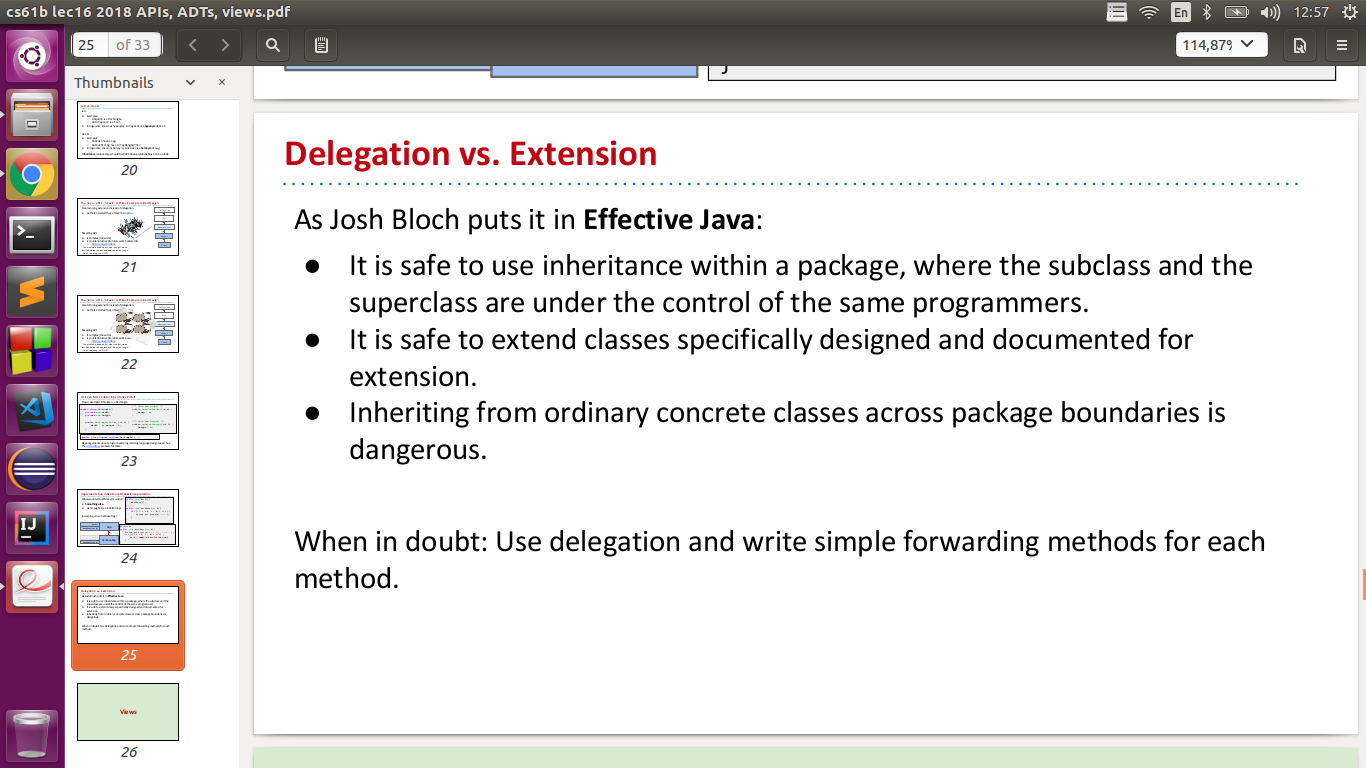 cs61b lec16 2018 APIs, ADTs, views.pdf
En
12:57
25 of 33
114,87%
Thumbnails
20
21
22
23
24
25
Views
26
IJ
Delegation vs. Extension
As Josh Bloch puts it in Effective Java:
● It is safe to use inheritance within a package, where the subclass and the
superclass are under the control of the same programmers.
● It is safe to extend classes specifically designed and documented for
extension.
● Inheriting from ordinary concrete classes across package boundaries is
dangerous.
When in doubt: Use delegation and write simple forwarding methods for each
method.